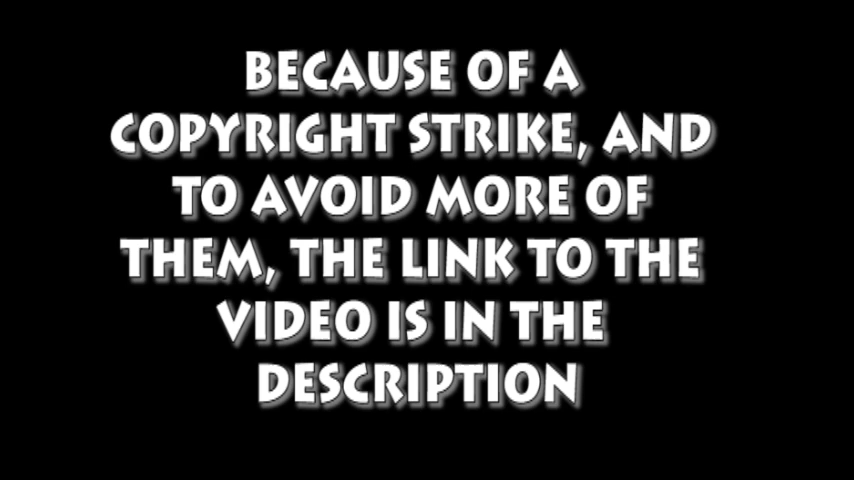 BECAUSE OF A
COPYRIGHT STRIKE, AND
TO AVOID MORE OF
THEM, THE LINK TO THE
VIDEO IS IN THE
DESCRIPTION